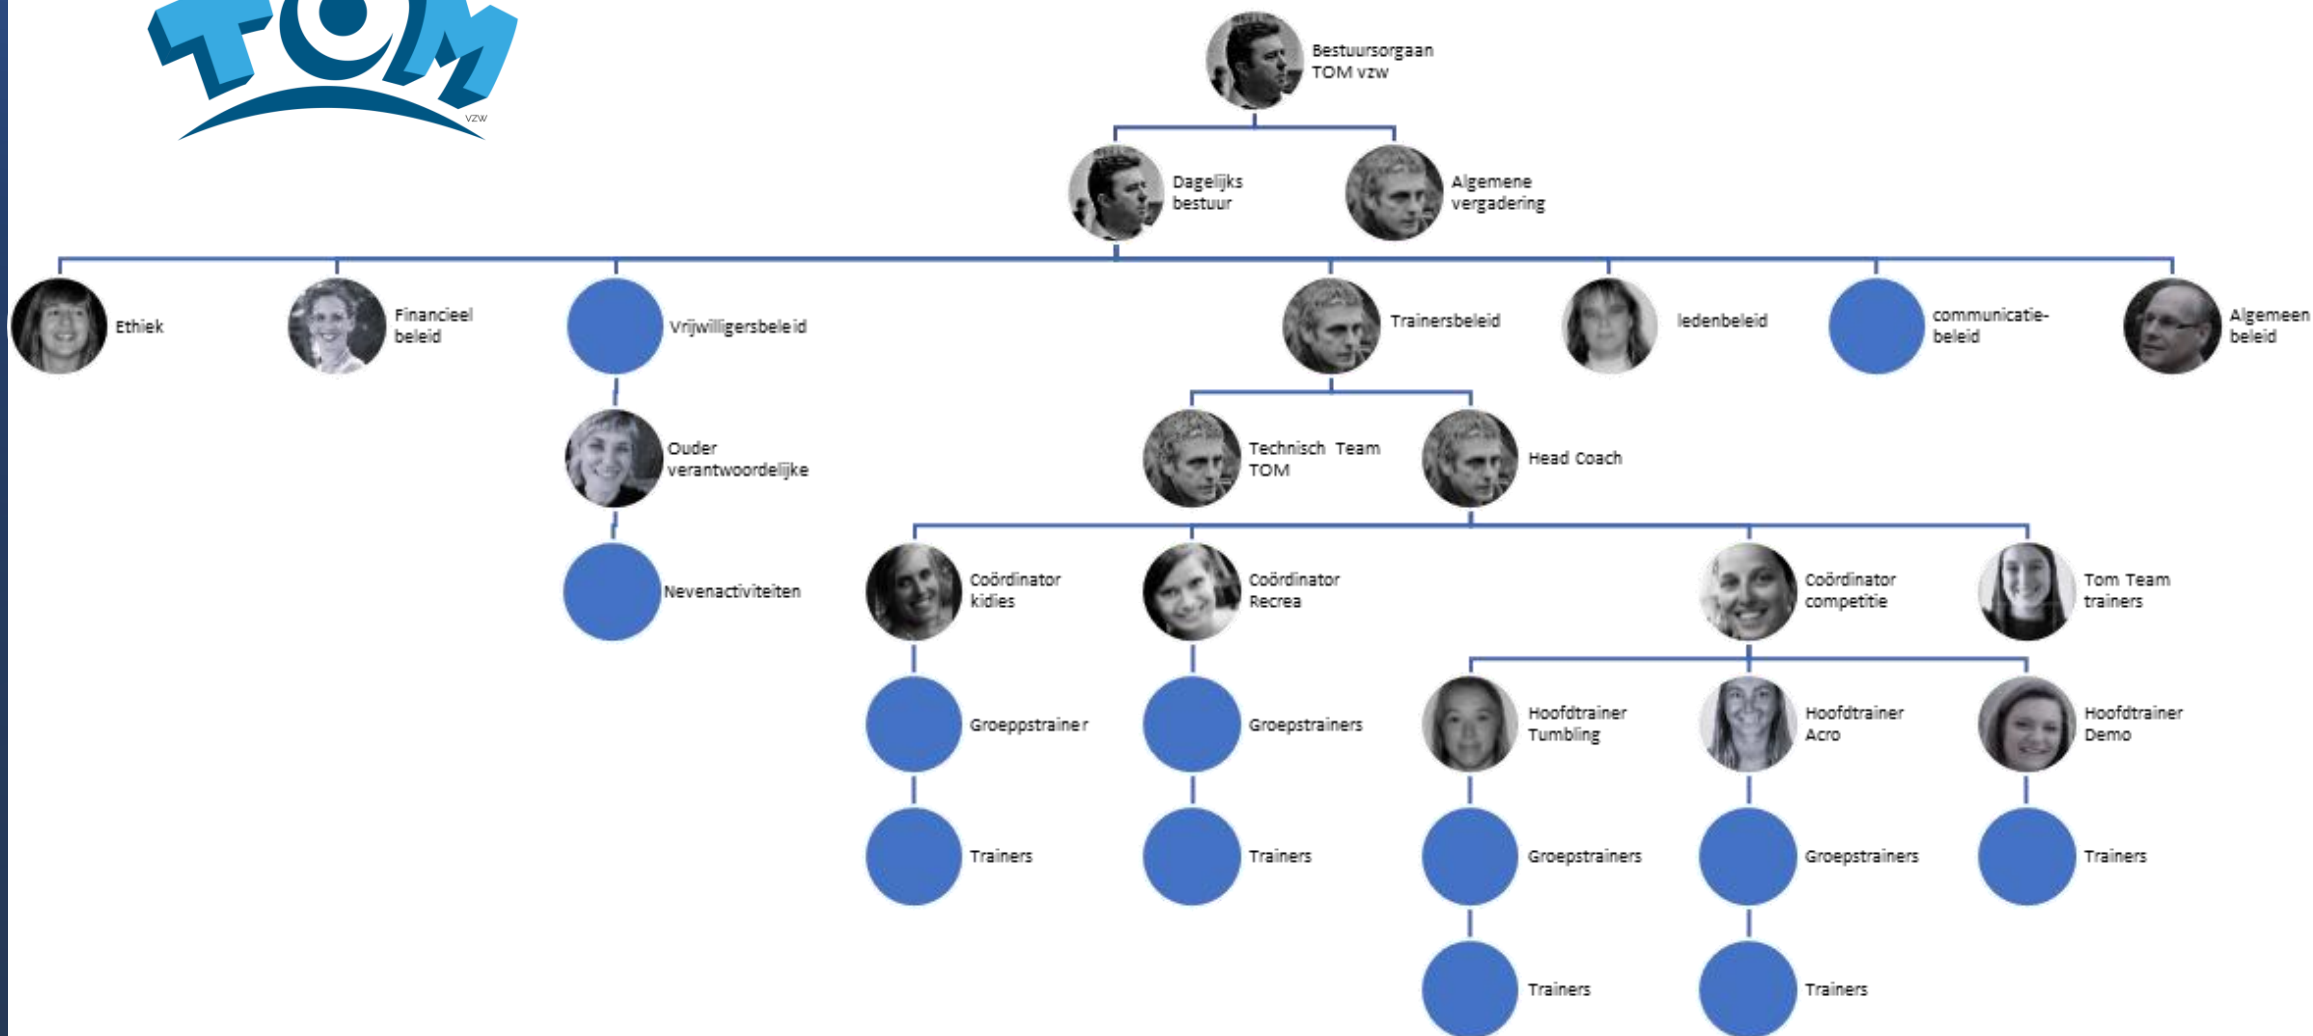 TOM
VZW
Bestuursorgaan
TOM vzw
Dagelijks
bestuur
Algemene
vergadering
Ethiek
Financieel
beleid
Vrijwilligersbeleid
Trainersbeleid
ledenbeleid
communicatie-
beleid
Algemeen
beleid
Ouder
verantwoordelijke
Technisch Team
TOM
Head Coach
Nevenactiviteiten
Coördinator
kidies
Coördinator
Recrea
Coördinator
competitie
Tom Team
trainers
Groeppstrainer
Groepstrainers
Hoofdtrainer
Tumbling
Hoofdtrainer
Acro
Hoofdtrainer
Demo
Trainers
Trainers
Groepstrainers
Groepstrainers
Trainers
Trainers
Trainers